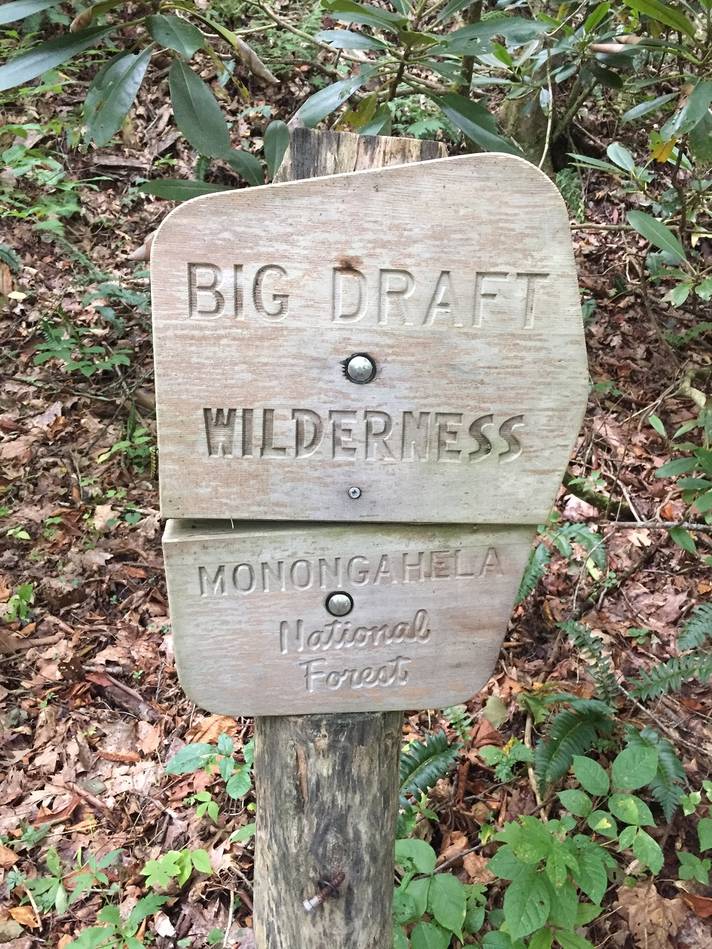 BIG DRAFT
WILDERNESS
MONONGAHELA
National
Forest